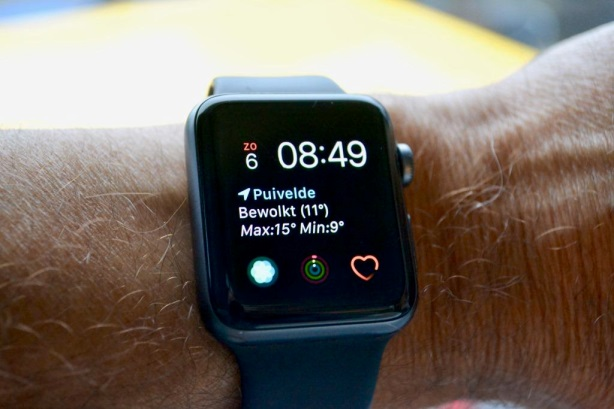 ZO
6 08:49
Puivelde
Bewolkt (11°)
Max:15° Min:9°